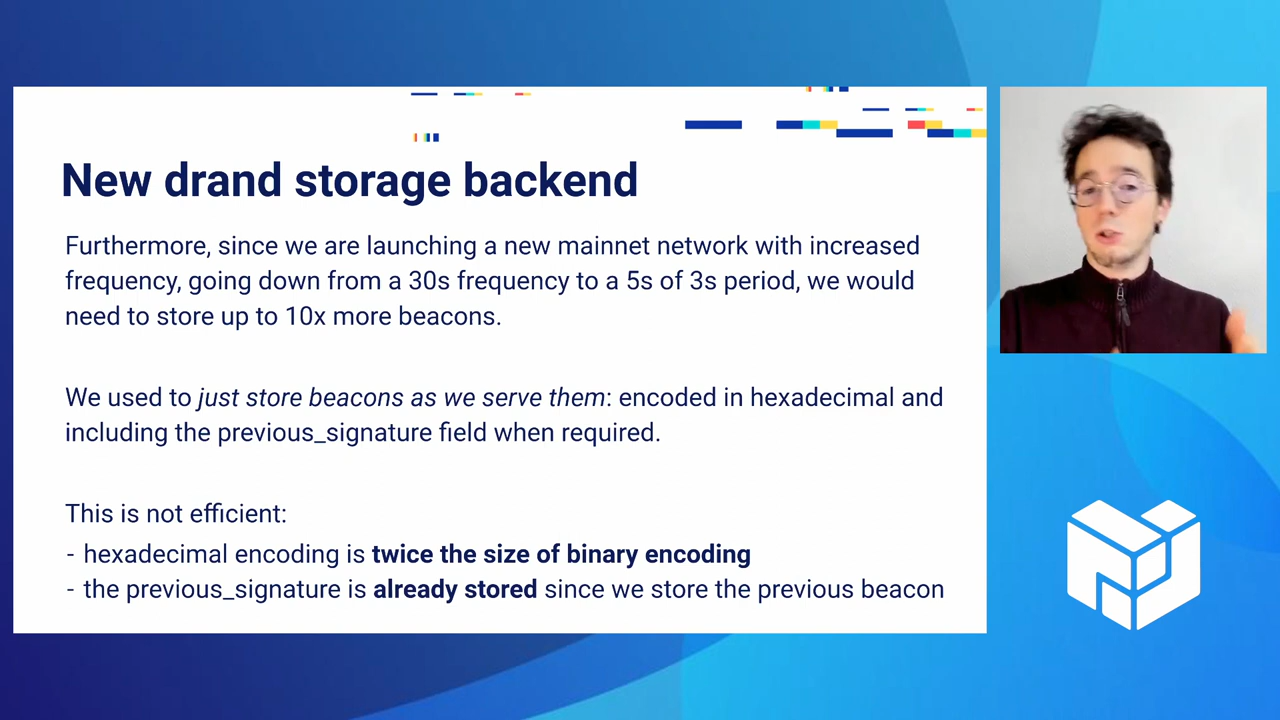 New drand storage backend
Furthermore, since we are launching a new mainnet network with increased
frequency, going down from a 30s frequency to a 5s of 3s period, we would
need to store up to 10x more beacons.
We used to just store beacons as we serve them: encoded in hexadecimal and
including the previous_signature field when required.
This is not efficient:
- hexadecimal encoding is twice the size of binary encoding
- the previous_signature is already stored since we store the previous beacon